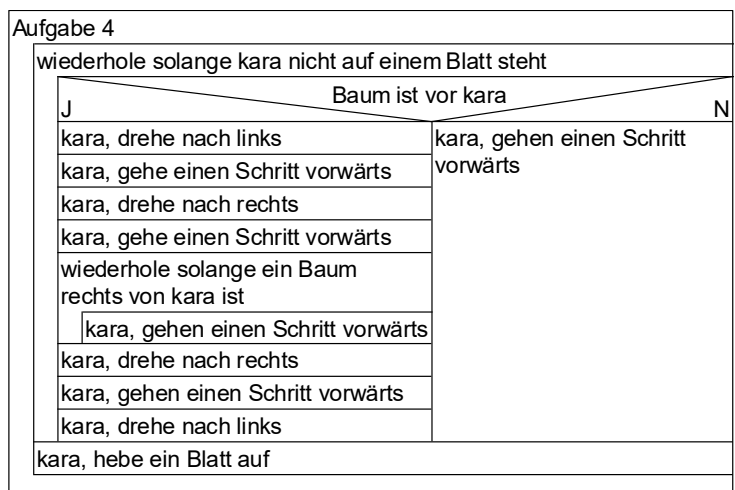 Aufgabe 4
wiederhole solange kara nicht auf einem Blatt steht
Baum ist vor kara
J
N
kara, drehe nach links
kara, gehe einen Schritt vorwärts
kara, drehe nach rechts
kara, gehe einen Schritt vorwärts
wiederhole solange ein Baum
rechts von kara ist
kara, gehen einen Schritt vorwärts
kara, drehe nach rechts
kara, gehen einen Schritt vorwärts
kara, drehe nach links
kara, gehen einen Schritt
vorwärts
kara, hebe ein Blatt auf